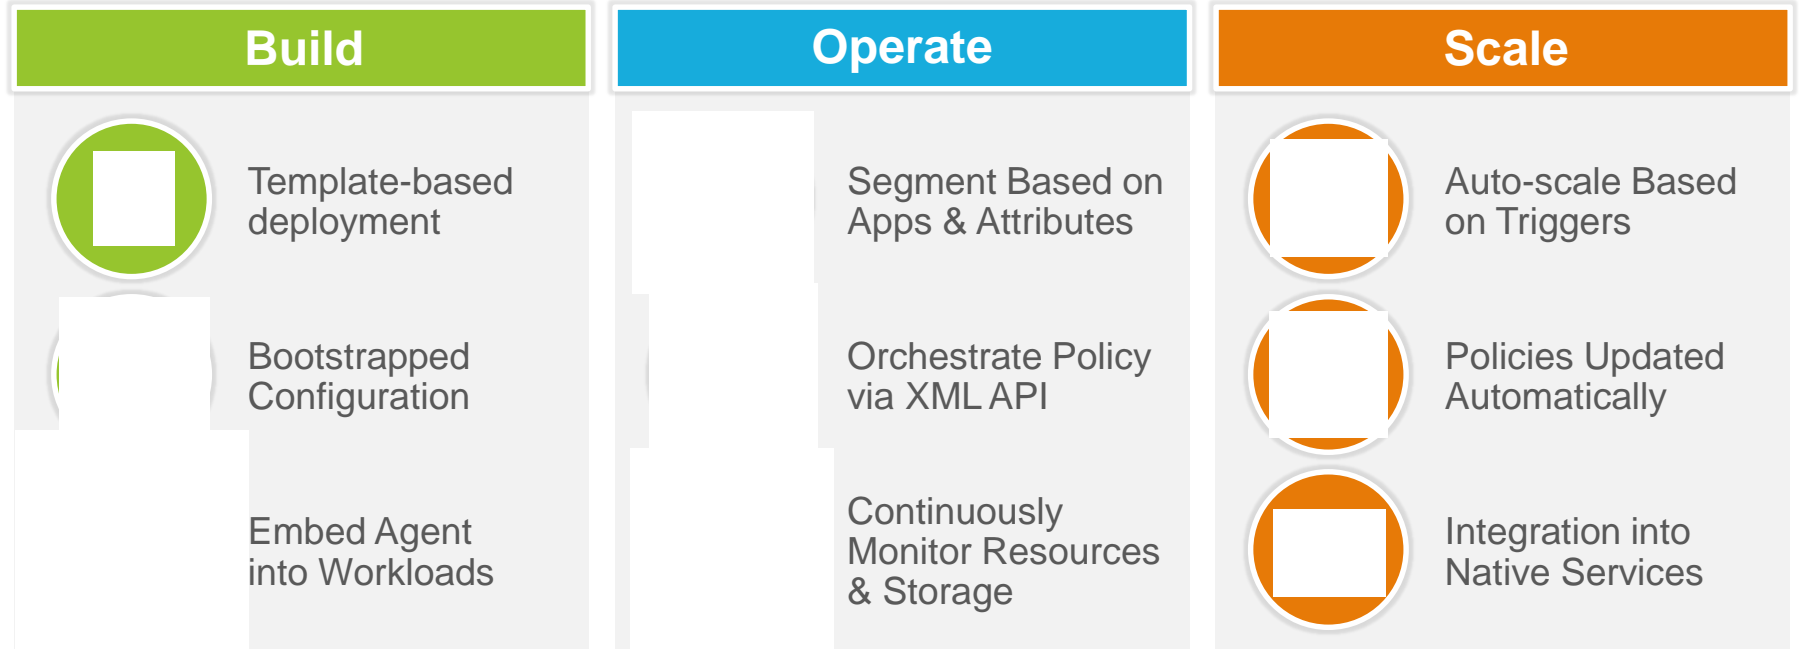 Build
Template-based
deployment
Bootstrapped
Configuration
Embed Agent
into Workloads
Operate
Segment Based on
Apps & Attributes
Orchestrate Policy
via XML API
Continuously
Monitor Resources
& Storage
Scale
Auto-scale Based
on Triggers
Policies Updated
Automatically
Integration into
Native Services